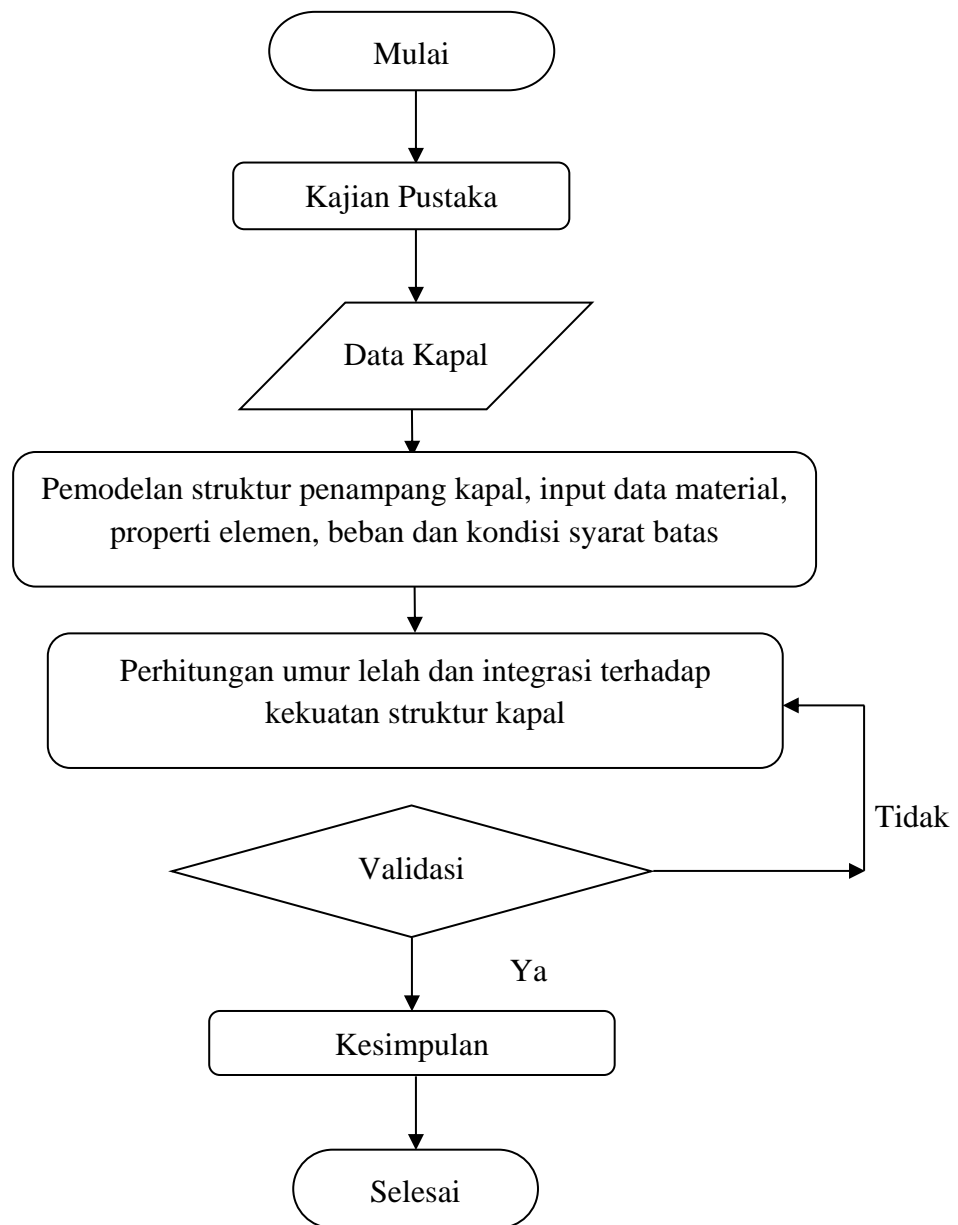 Mulai
Kajian Pustaka
Data Kapal
Pemodelan struktur penampang kapal, input data material,
properti elemen, beban dan kondisi syarat batas
Perhitungan umur lelah dan integrasi terhadap
kekuatan struktur kapal
Tidak
Validasi
Ya
Kesimpulan
Selesai